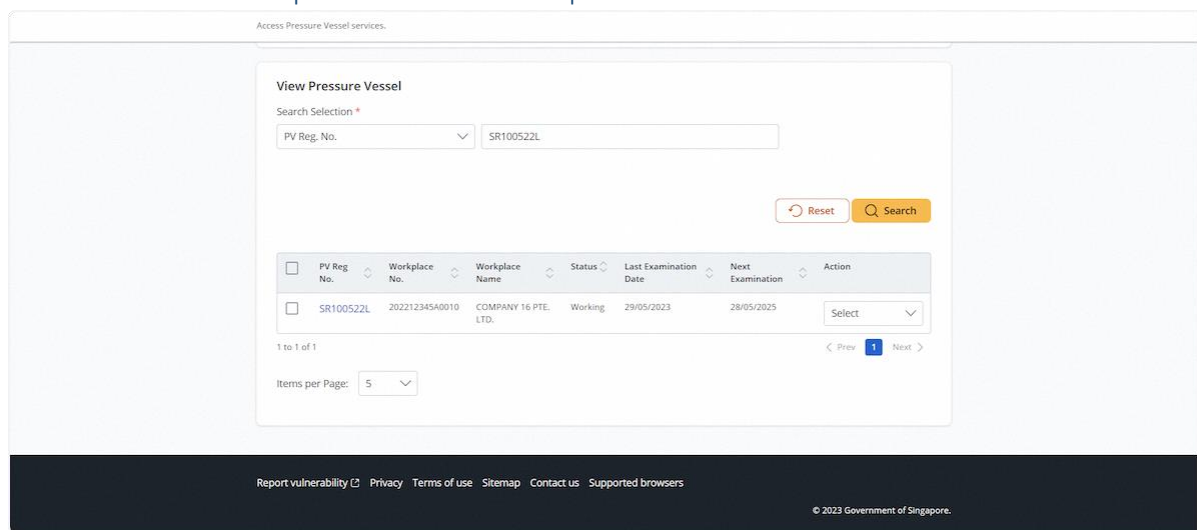 Access Pressure Vessel services.
View Pressure Vessel
Search Selection *
PV Reg. No. SR100522L
Reset Search
PV Reg No. Workplace No. Workplace Name Status Last Examination Date Next Examination Action
SR100522L 202212345A0010 COMPANY 16 PTE. LTD. Working 29/05/2023 28/05/2025 Select
1 to 1 of 1 Prev 1 Next
Items per Page: 5
Report vulnerability Privacy Terms of use Sitemap Contact us Supported browsers
© 2023 Government of Singapore.